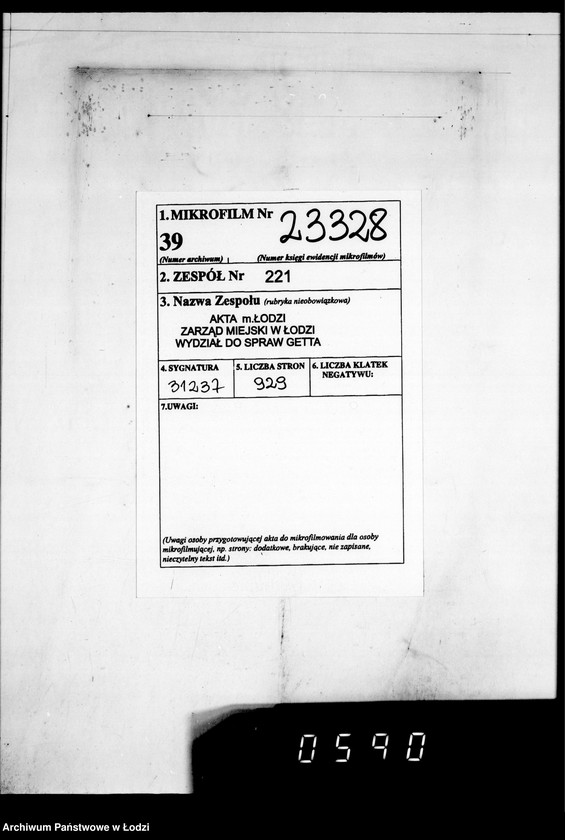 1. MIKROFILM Nr 23328
39
(Numer archiwum) (Numer księgi ewidencji mikrofilmów)
2. ZESPÓŁ Nr 221
3. Nazwa Zespołu (rubryka nieobowiązkowa)
AKTA m.ŁODZI
ZARZĄD MIEJSKI W ŁODZI
WYDZIAŁ DO SPRAW GETTA
4. SYGNATURA 5. LICZBA STRON 6. LICZBA KLATEK
NEGATYWU:
31237 929
7.UWAGI:
(Uwagi osoby przygotowującej akta do mikrofilmowania dla osoby
mikrofilmującej, np. strony: dodatkowe, brakujące, nie zapisane,
nieczytelny tekst itd.)
0590
Archiwum Państwowe w Łodzi